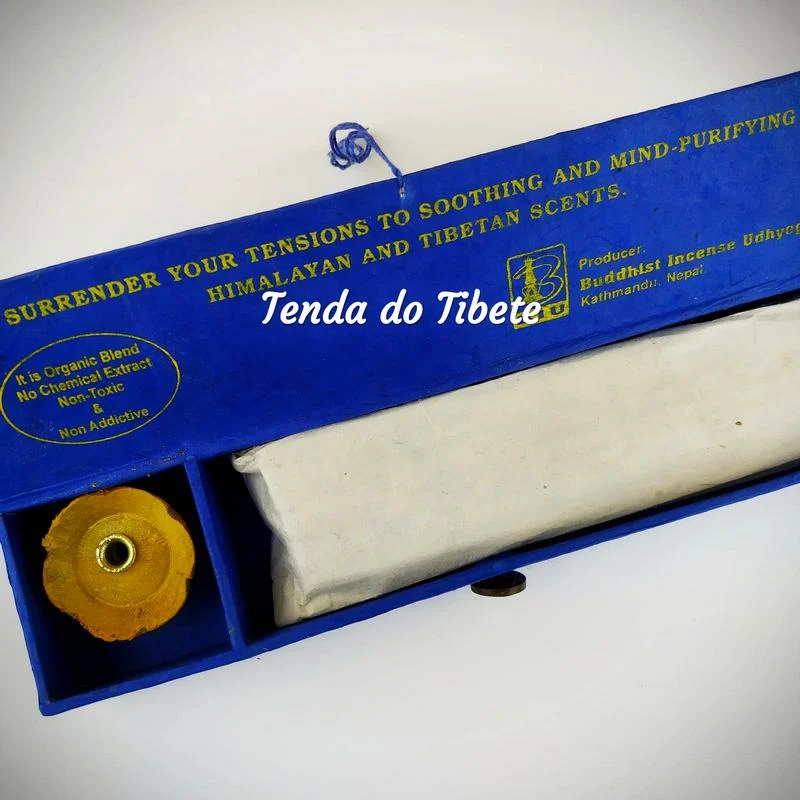 SURRENDER YOUR TENSIONS TO SOOTHING AND MIND-PURIFYING
HIMALAYAN AND TIBETAN SCENTS.
Tenda do Tibete
Producer:
Buddhist Incense Udhyog
Kathmandu, Nepal.
It is Organic Blend
No Chemical Extract
Non-Toxic
&
Non Addictive